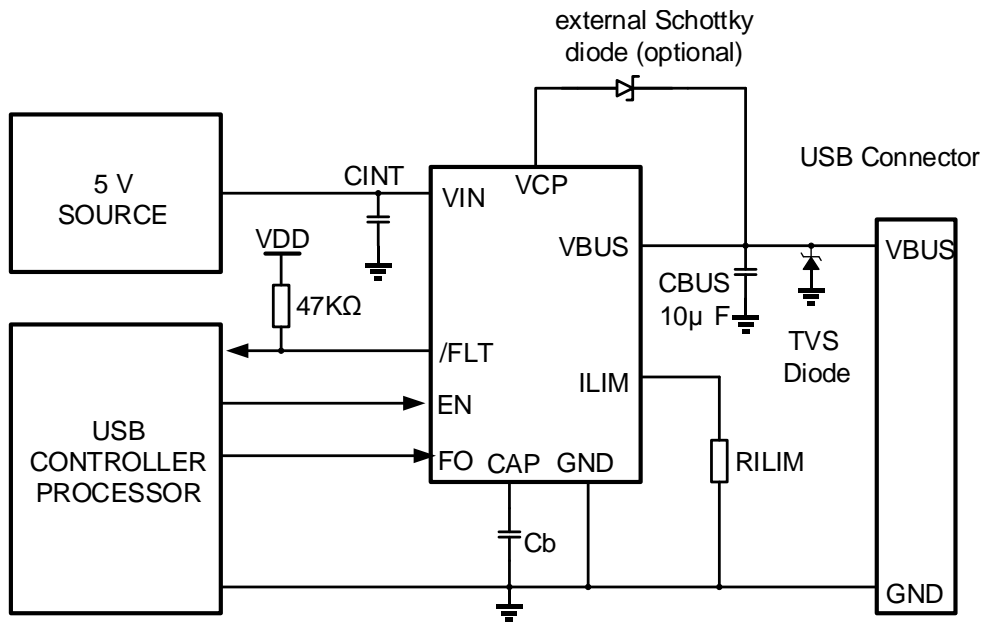 external Schottky
diode (optional)
USB Connector
5 V
SOURCE
CINT
VIN
VCP
VDD
VBUS
VBUS
CBUS
10µ F
47KΩ
TVS
Diode
/FLT
ILIM
EN
USB
CONTROLLER
PROCESSOR
FO
CAP
GND
RILIM
Cb
GND